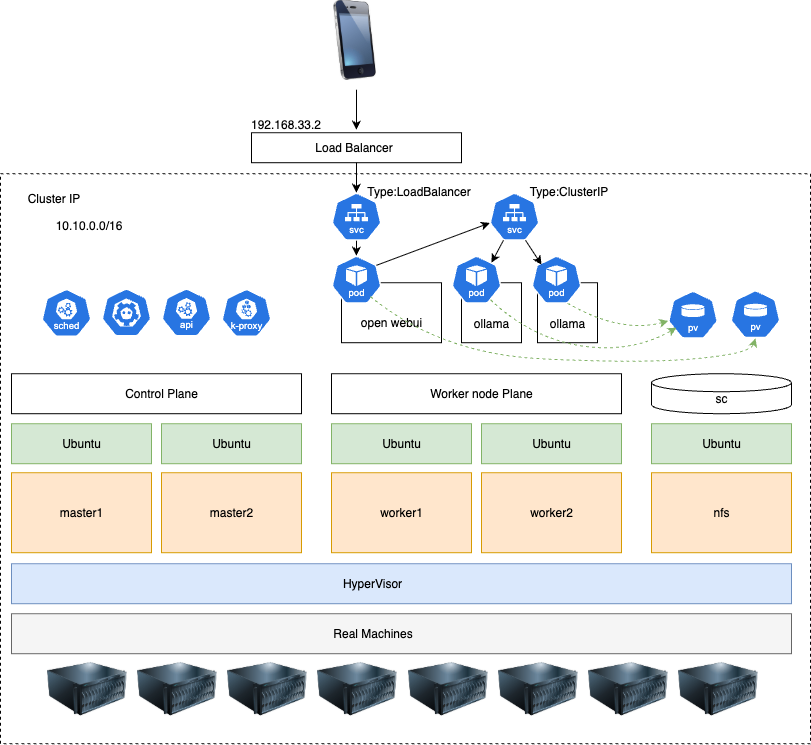 192.168.33.2
Load Balancer
Cluster IP
10.10.0.0/16
Type:LoadBalancer
Type:ClusterIP
svc
svc
pod
pod
pod
open webui
ollama
ollama
sched
api
k-proxy
pv
pv
Control Plane
Worker node Plane
sc
Ubuntu
Ubuntu
Ubuntu
Ubuntu
Ubuntu
master1
master2
worker1
worker2
nfs
HyperVisor
Real Machines